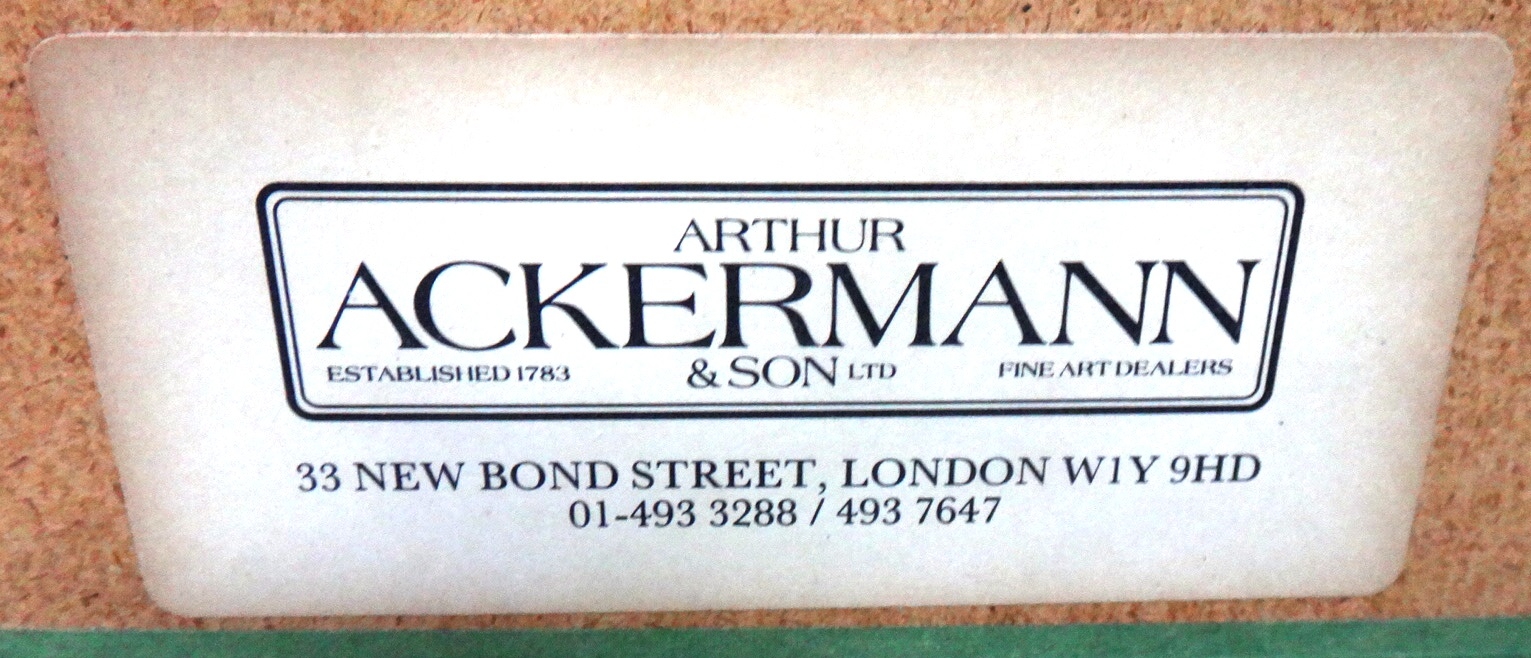 ARTHUR
ACKERMANN
ESTABLISHED 1783 & SON LTD FINE ART DEALERS
33 NEW BOND STREET, LONDON W1Y 9HD
01-493 3288 / 493 7647